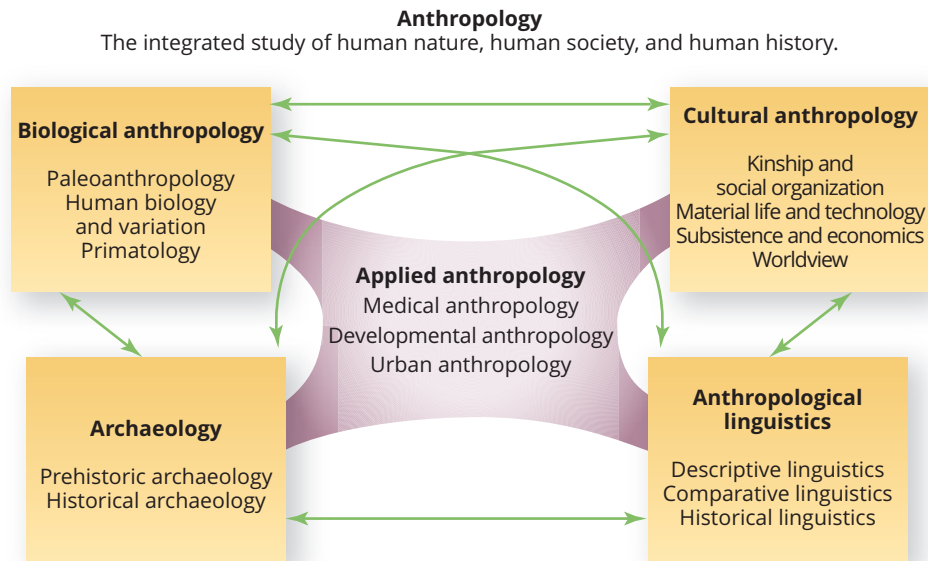 Anthropology
The integrated study of human nature, human society, and human history.
Biological anthropology
Paleoanthropology
Human biology
and variation
Primatology
Cultural anthropology
Kinship and
social organization
Material life and technology
Subsistence and economics
Worldview
Applied anthropology
Medical anthropology
Developmental anthropology
Urban anthropology
Archaeology
Prehistoric archaeology
Historical archaeology
Anthropological
linguistics
Descriptive linguistics
Comparative linguistics
Historical linguistics